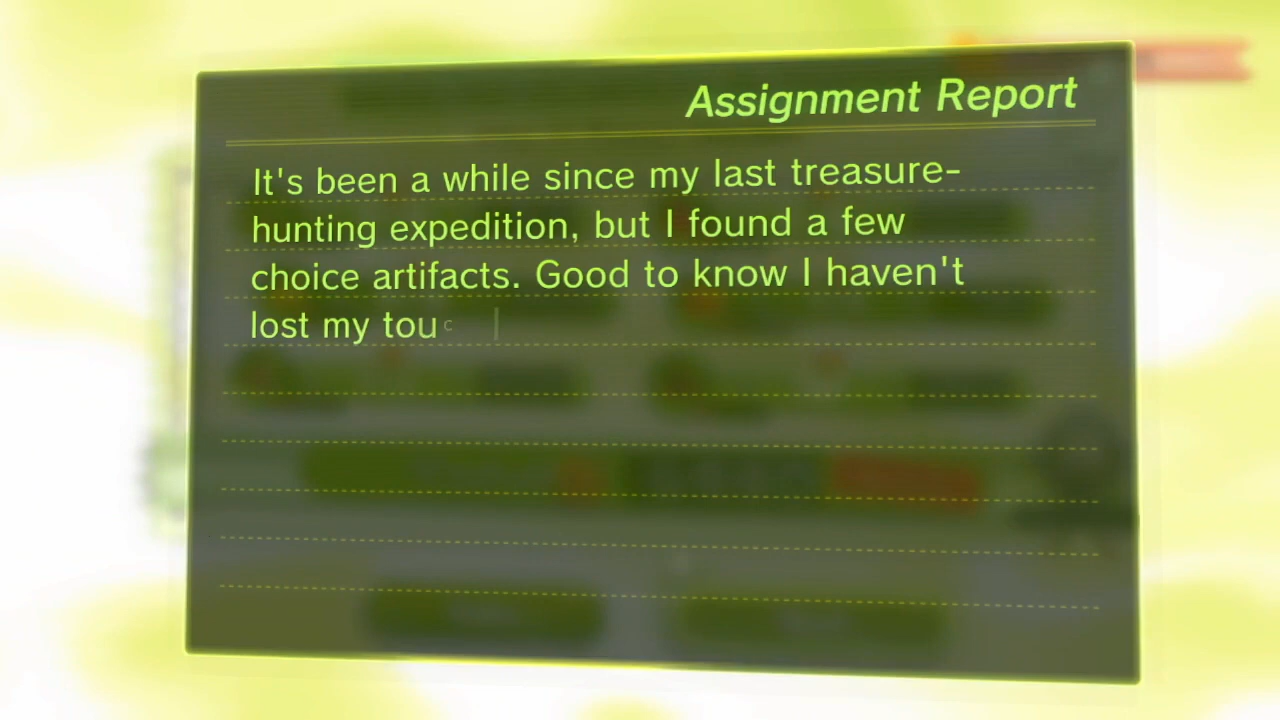 Assignment Report
It's been a while since my last treasure-
hunting expedition, but I found a few
choice artifacts. Good to know I haven't
lost my touc